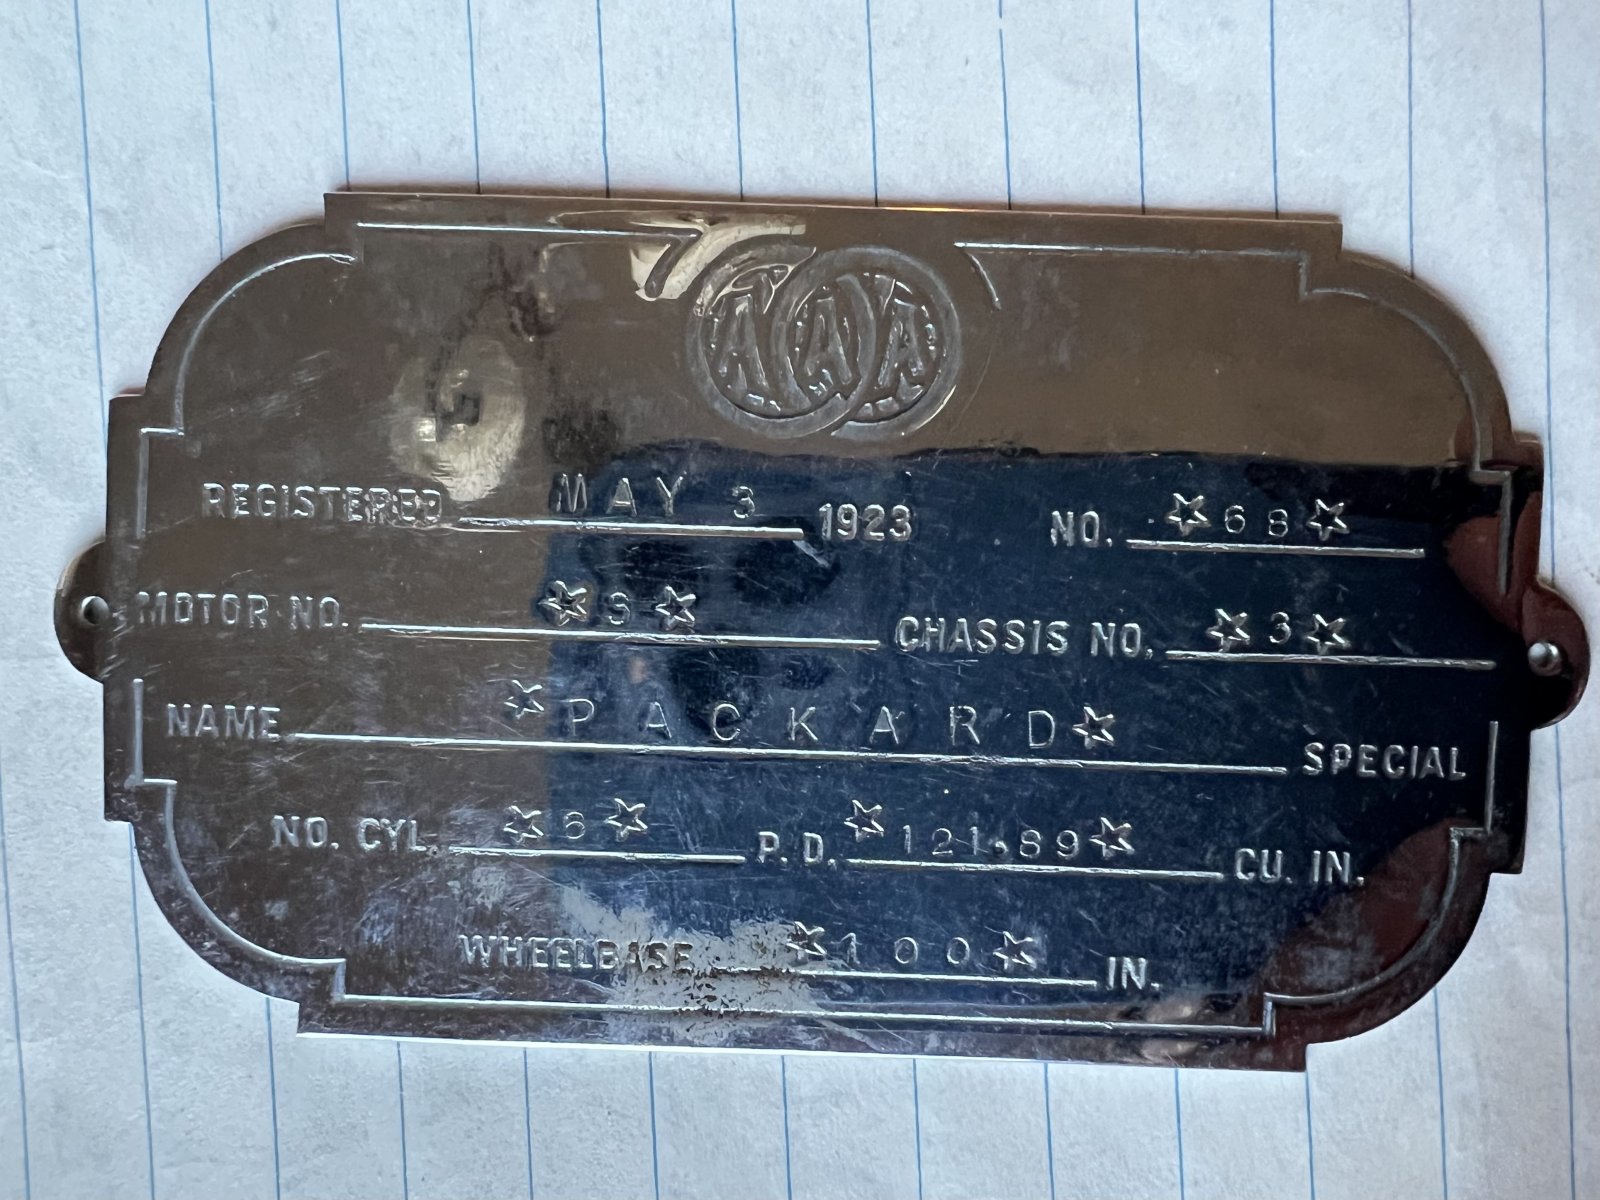 AAA
REGISTERED MAY 3 1923 NO. ☆68☆
MOTOR NO. ☆ ☆ CHASSIS NO. ☆3☆
NAME ☆PACKARD☆ SPECIAL
NO. CYL. ☆6☆ P.D. ☆121.89☆ CU. IN.
WHEELBASE ☆100☆ IN.